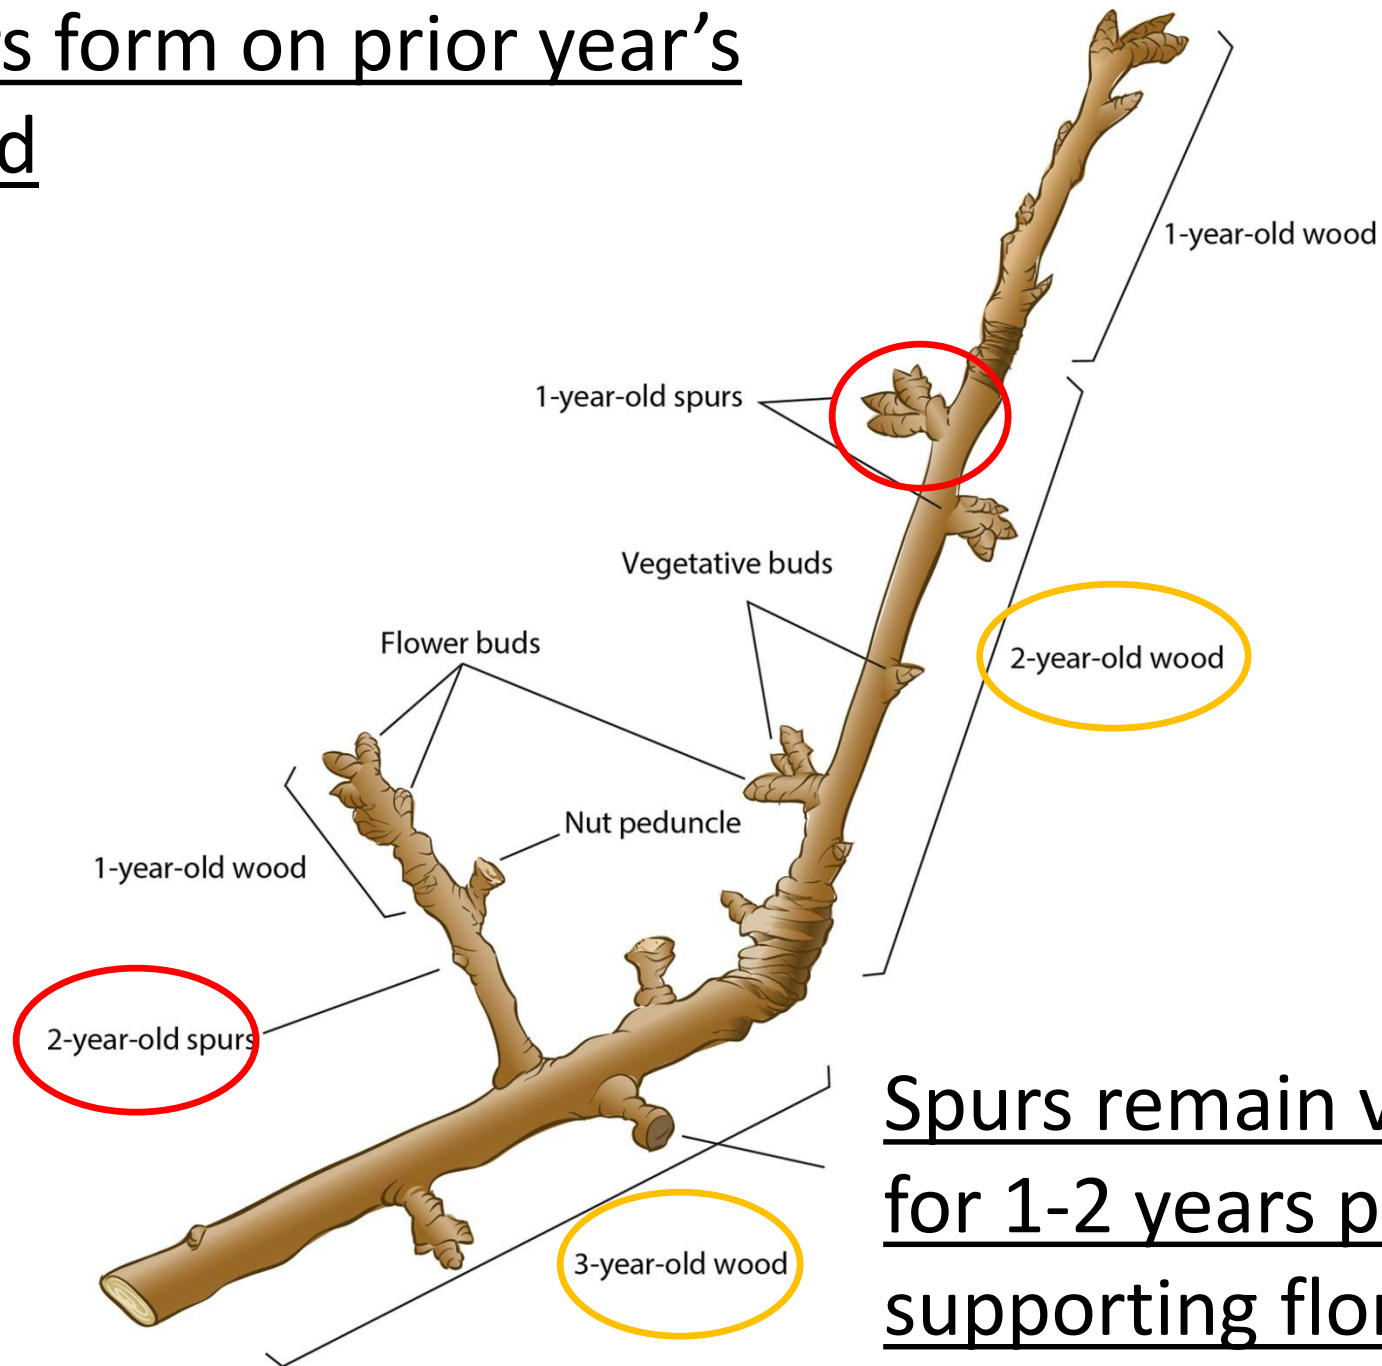 rs form on prior year’s
d
1-year-old wood
1-year-old spurs
Vegetative buds
Flower buds
2-year-old wood
Nut peduncle
1-year-old wood
2-year-old spurs
Spurs remain v
for 1-2 years p
supporting flor
3-year-old wood